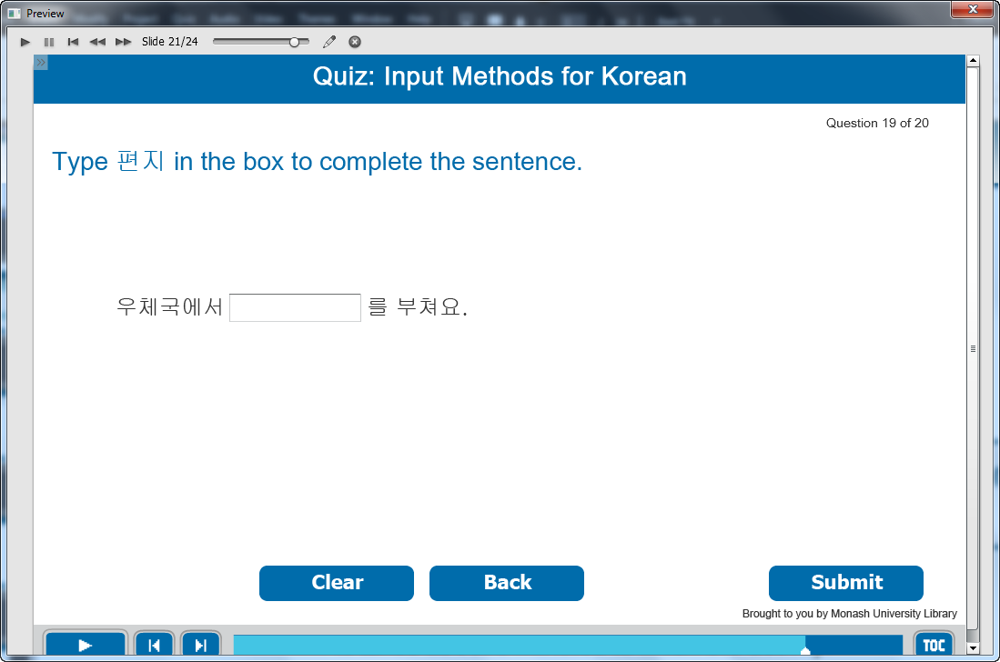 Preview
Slide 21/24
Quiz: Input Methods for Korean
Question 19 of 20
Type 편지 in the box to complete the sentence.
우체국에서 를 부쳐요.
Clear Back Submit
Brought to you by Monash University Library
TOC